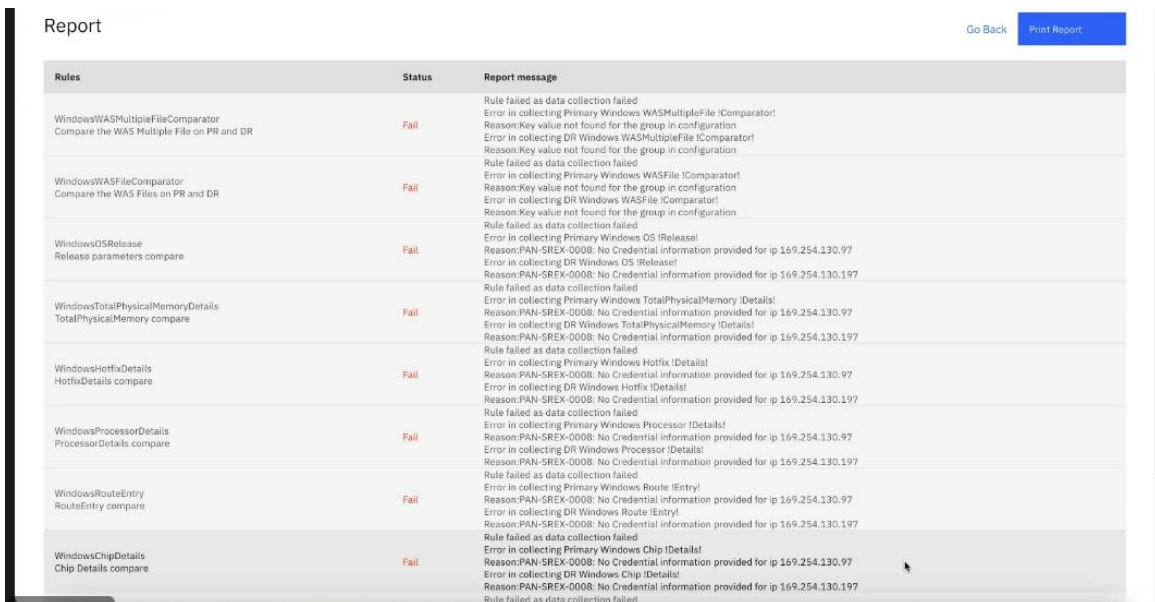 Report
Go Back
Print Report
Rules
Status
Report message
WindowsWASMultipleFileComparator
Compare the WAS Multiple File on PR and DR
Fail
Rule failed as data collection failed
Error in collecting Primary Windows WASMultipleFile !Comparator!
Reason:Key value not found for the group in configuration
Error in collecting DR Windows WASMultipleFile !Comparator!
Reason:Key value not found for the group in configuration
WindowsWASFileComparator
Compare the WAS Files on PR and DR
Fail
Rule failed as data collection failed
Error in collecting Primary Windows WASFile !Comparator!
Reason:Key value not found for the group in configuration
Error in collecting DR Windows WASFile !Comparator!
Reason:Key value not found for the group in configuration
WindowsOSRelease
Release parameters compare
Fail
Rule failed as data collection failed
Error in collecting Primary Windows OS !Release!
Reason:PAN-SREX-0008: No Credential information provided for ip 169.254.130.97
Error in collecting DR Windows OS !Release!
Reason:PAN-SREX-0008: No Credential information provided for ip 169.254.130.197
WindowsTotalPhysicalMemoryDetails
TotalPhysicalMemory compare
Fail
Rule failed as data collection failed
Error in collecting Primary Windows TotalPhysicalMemory !Details!
Reason:PAN-SREX-0008: No Credential information provided for ip 169.254.130.97
Error in collecting DR Windows TotalPhysicalMemory !Details!
Reason:PAN-SREX-0008: No Credential information provided for ip 169.254.130.197
WindowsHotfixDetails
HotfixDetails compare
Fail
Rule failed as data collection failed
Error in collecting Primary Windows Hotfix !Details!
Reason:PAN-SREX-0008: No Credential information provided for ip 169.254.130.97
Error in collecting DR Windows Hotfix !Details!
Reason:PAN-SREX-0008: No Credential information provided for ip 169.254.130.197
WindowsProcessorDetails
ProcessorDetails compare
Fail
Rule failed as data collection failed
Error in collecting Primary Windows Processor !Details!
Reason:PAN-SREX-0008: No Credential information provided for ip 169.254.130.97
Error in collecting DR Windows Processor !Details!
Reason:PAN-SREX-0008: No Credential information provided for ip 169.254.130.197
WindowsRouteEntry
RouteEntry compare
Fail
Rule failed as data collection failed
Error in collecting Primary Windows Route !Entry!
Reason:PAN-SREX-0008: No Credential information provided for ip 169.254.130.97
Error in collecting DR Windows Route !Entry!
Reason:PAN-SREX-0008: No Credential information provided for ip 169.254.130.197
WindowsChipDetails
Chip Details compare
Fail
Rule failed as data collection failed
Error in collecting Primary Windows Chip !Details!
Reason:PAN-SREX-0008: No Credential information provided for ip 169.254.130.97
Error in collecting DR Windows Chip !Details!
Reason:PAN-SREX-0008: No Credential information provided for ip 169.254.130.197
Rule failed as data collection failed